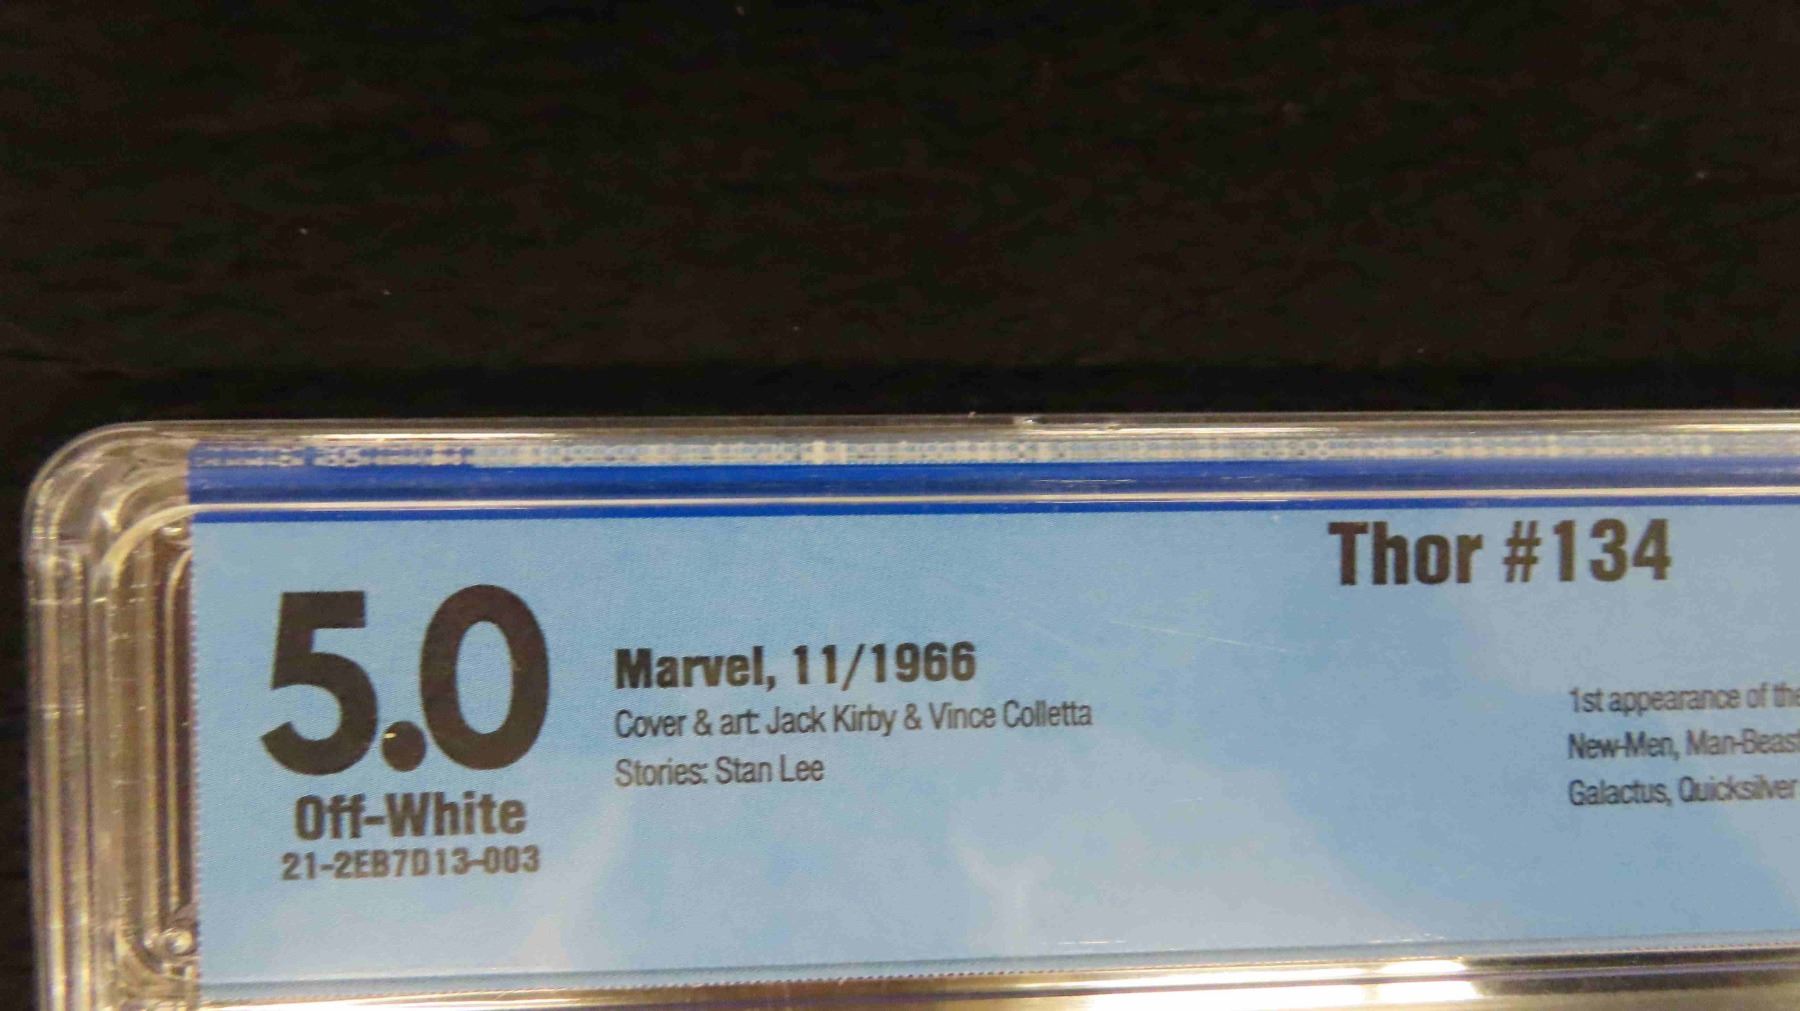 Thor #134
5.0
Off-White
21-2EB7D13-003
Marvel, 11/1966
Cover & art: Jack Kirby & Vince Colletta
Stories: Stan Lee
1st appearance of the
New-Men, Man-Beast
Galactus, Quicksilver